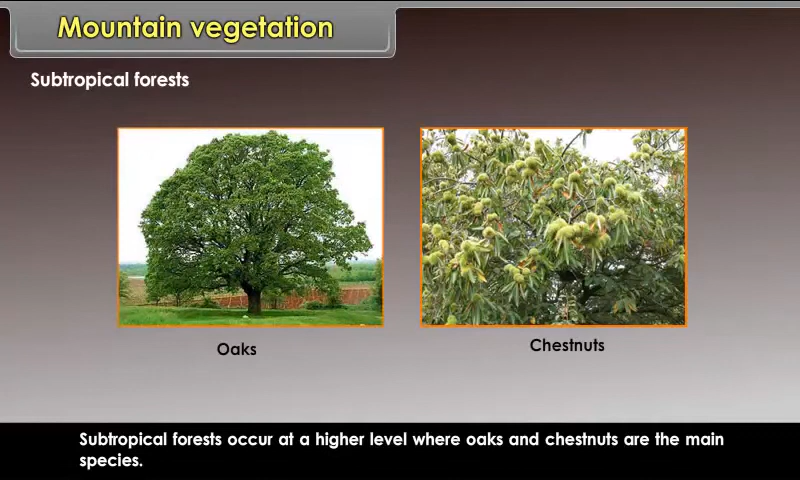 Mountain vegetation
Subtropical forests
Oaks
Chestnuts
Subtropical forests occur at a higher level where oaks and chestnuts are the main
species.